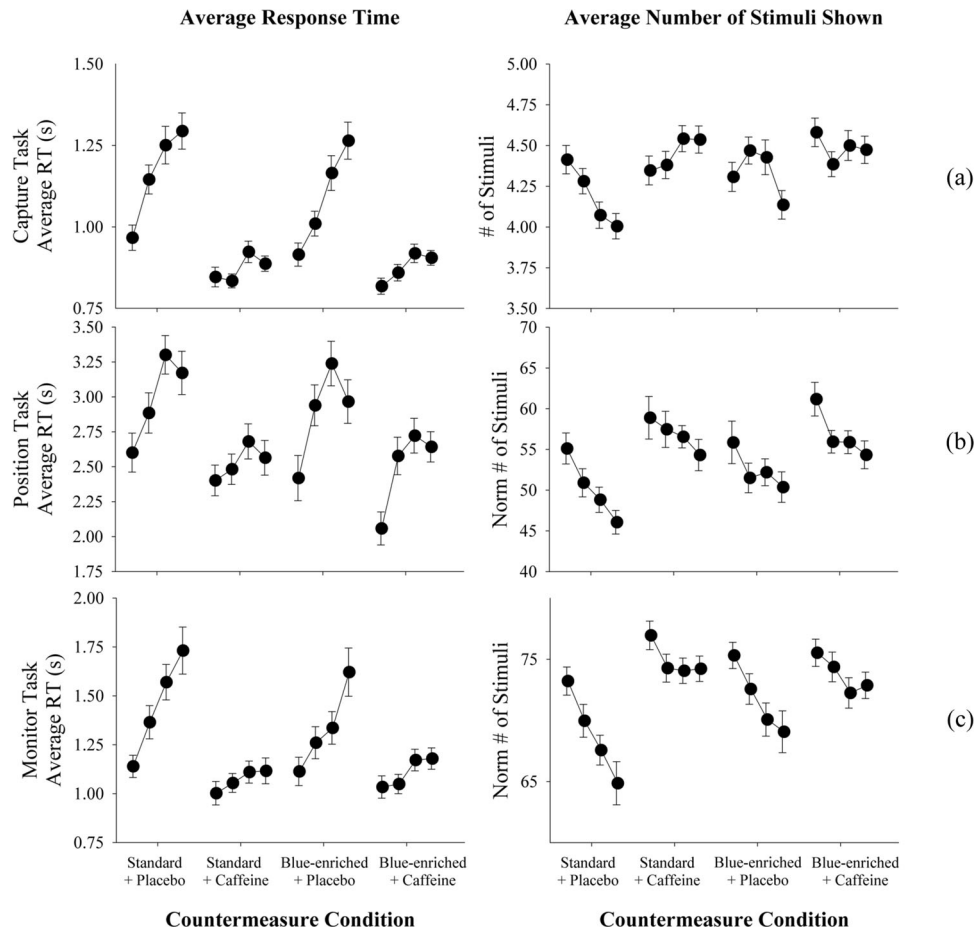 Average Response Time
Average Number of Stimuli Shown
Capture Task
Average RT (s)
1.50
1.25
1.00
0.75
# of Stimuli
5.00
4.75
4.50
4.25
4.00
3.75
3.50
(a)
Position Task
Average RT (s)
3.50
3.25
3.00
2.75
2.50
2.25
2.00
1.75
Norm # of Stimuli
70
65
60
55
50
45
40
(b)
Monitor Task
Average RT (s)
2.00
1.75
1.50
1.25
1.00
0.75
Norm # of Stimuli
75
65
(c)
Standard
+ Placebo
Standard
+ Caffeine
Blue-enriched
+ Placebo
Blue-enriched
+ Caffeine
Standard
+ Placebo
Standard
+ Caffeine
Blue-enriched
+ Placebo
Blue-enriched
+ Caffeine
Countermeasure Condition
Countermeasure Condition